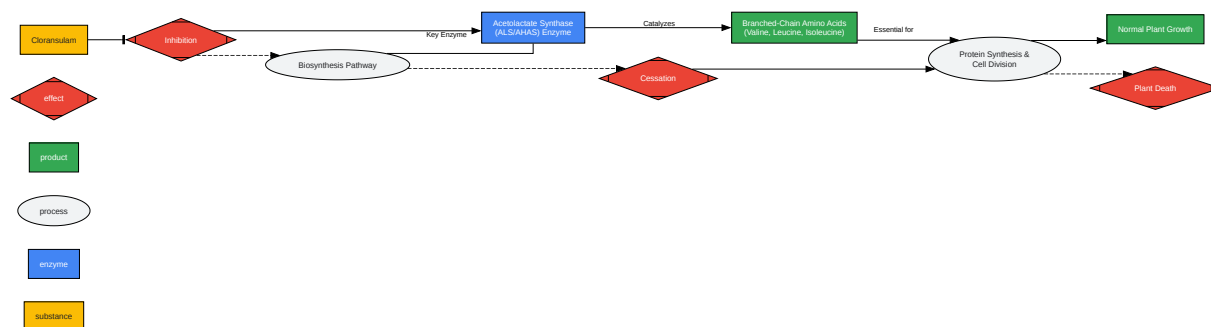 Cloransulam
Inhibition
Key Enzyme
Biosynthesis Pathway
Acetolactate Synthase
(ALS/AHAS) Enzyme
Catalyzes
Cessation
Branched-Chain Amino Acids
(Valine, Leucine, Isoleucine)
Essential for
Protein Synthesis &
Cell Division
Normal Plant Growth
Plant Death
effect
product
process
enzyme
substance